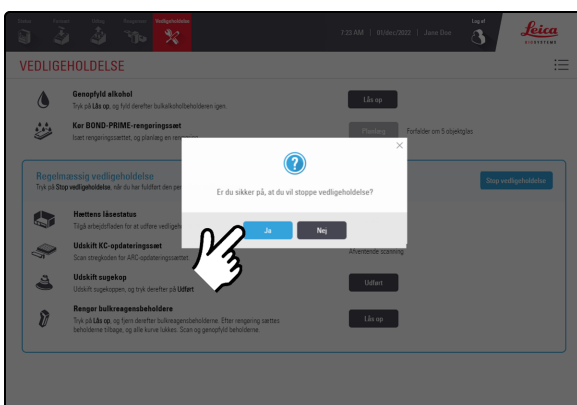 Status
Protokol
Vedligeholdelse
7:23 AM | 01/dec/2022 | Jane Doe
Log af
Leica
BIOSYSTEMS
VEDLIGEHOLDELSE
Genopfyld alkohol
Tryk på Lås op, og fyld derefter bulkalkoholbeholderen igen.
Lås op
Kør BOND-PRIME-rengøringssæt
Isæt rengøringssættet, og planlæg en
Planlæg
Forfalder om 5 objektglas
Er du sikker på, at du vil stoppe vedligeholdelse?
Ja
Nej
Regelmæssig vedligeholdelse
Tryk på Stop vedligeholdelse, når du har fuldført den
Stop vedligeholdelse
Hættens låsestatus
Tilgå arbejdsfladen for at udføre
Udskift KC-opdateringssæt
Scan stregkoden for ARC-opdateringssættet.
Afventende scanning
Udskift sugekop
Udskift sugekoppen, og tryk derefter på Udført.
Udført
Rengør bulkreagensbeholdere
Tryk på Lås op, og fjern derefter bulkreagensbeholderne. Efter rengøring sættes
beholderne tilbage, og alle kurve lukkes. Scan og genopfyld beholderne.
Lås op